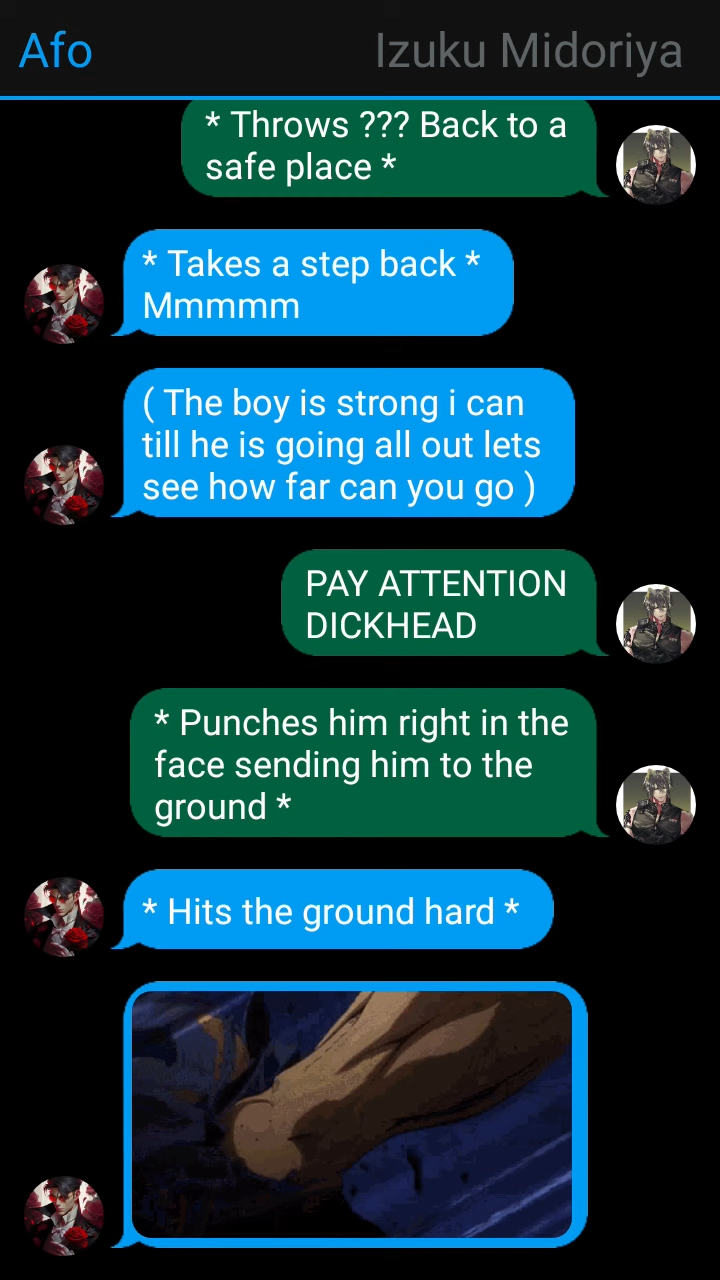 Afo
Izuku Midoriya
* Throws ??? Back to a
safe place *
* Takes a step back *
Mmmmm
( The boy is strong i can
till he is going all out lets
see how far can you go )
PAY ATTENTION
DICKHEAD
* Punches him right in the
face sending him to the
ground *
* Hits the ground hard *